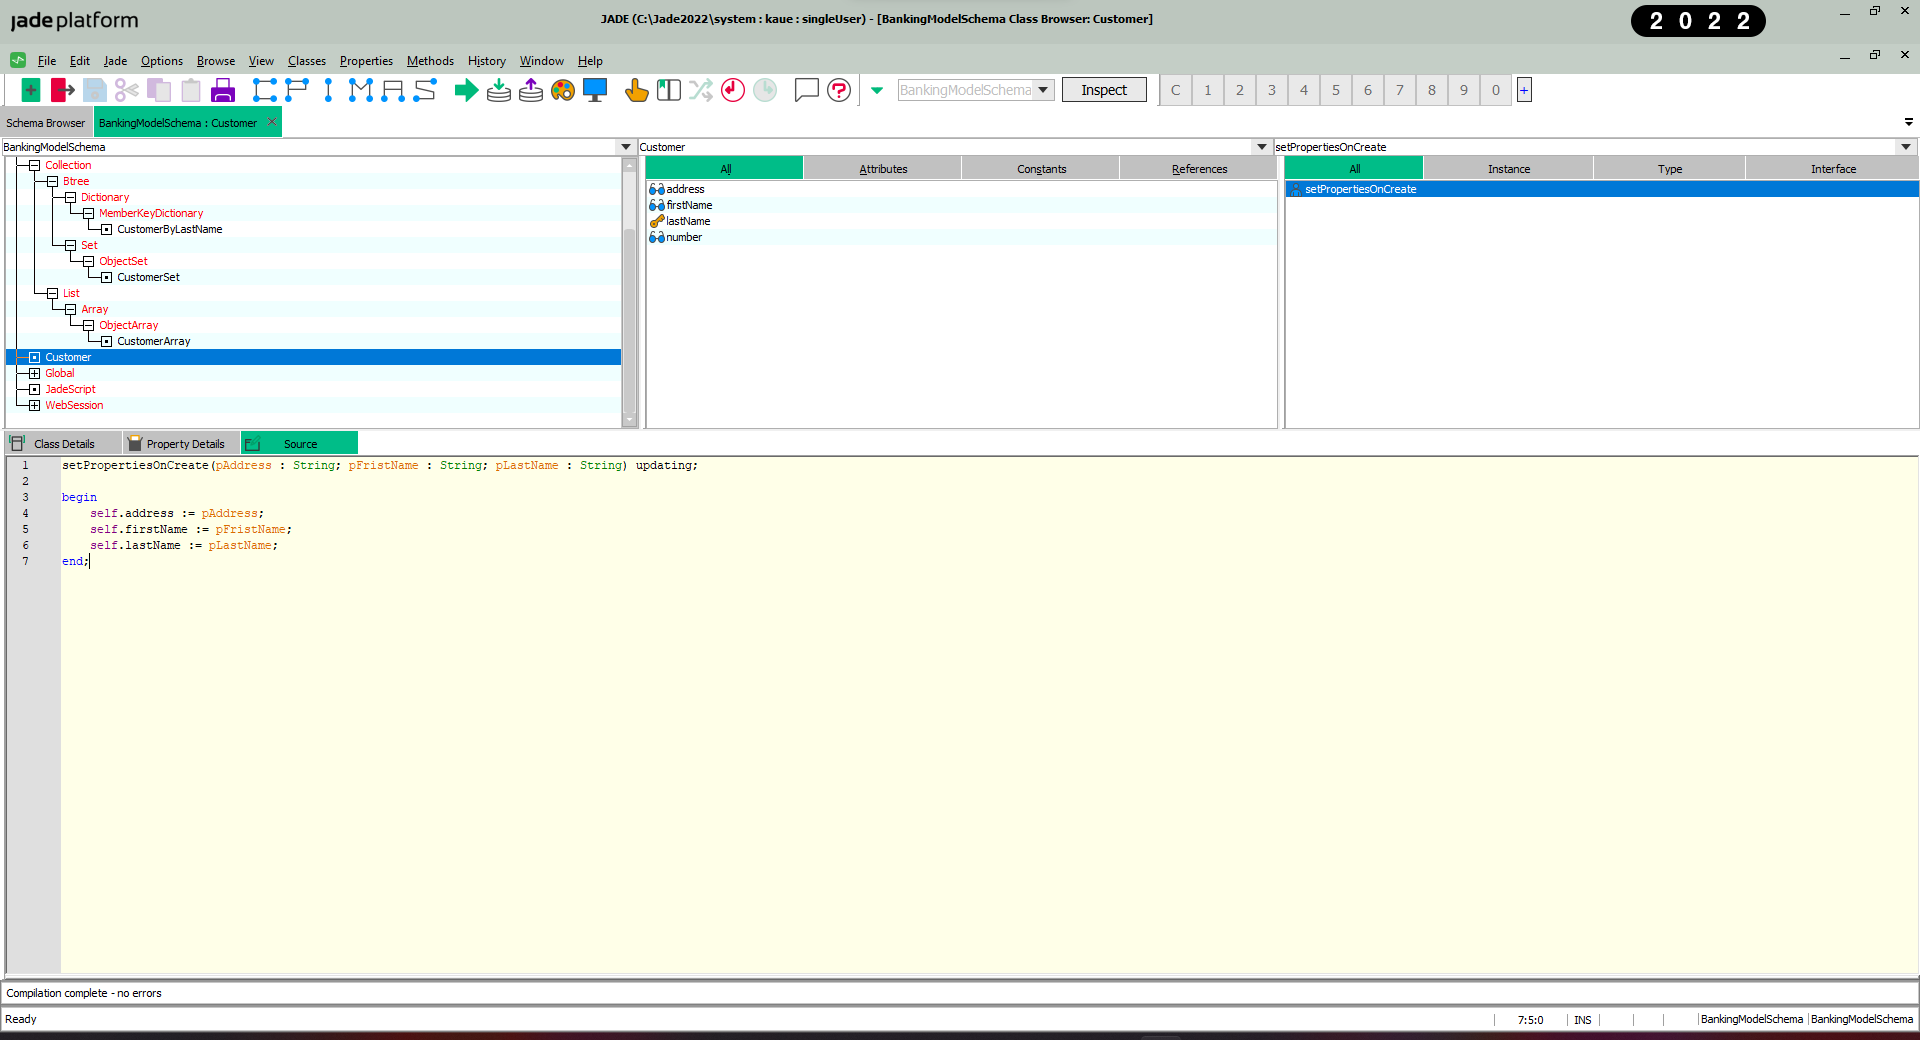 jade platform
JADE (C:\Jade2022\system : kaue : singleUser) - [BankingModelSchema Class Browser: Customer]
2 0 2 2
File Edit Jade Options Browse View Classes Properties Methods History Window Help
BankingModelSchema Inspect C 1 2 3 4 5 6 7 8 9 0 +
Schema Browser BankingModelSchema : Customer
BankingModelSchema
Collection
Btree
Dictionary
MemberKeyDictionary
CustomerByLastName
Set
ObjectSet
CustomerSet
List
Array
ObjectArray
CustomerArray
Customer
Global
JadeScript
WebSession
Customer
All Attributes Constants References
address
firstName
lastName
number
setPropertiesOnCreate
All Instance Type Interface
setPropertiesOnCreate
Class Details Property Details Source
1 setPropertiesOnCreate(pAddress : String; pFristName : String; pLastName : String) updating;
2
3 begin
4 self.address := pAddress;
5 self.firstName := pFristName;
6 self.lastName := pLastName;
7 end;
Compilation complete - no errors
Ready 7:5:0 INS BankingModelSchema BankingModelSchema